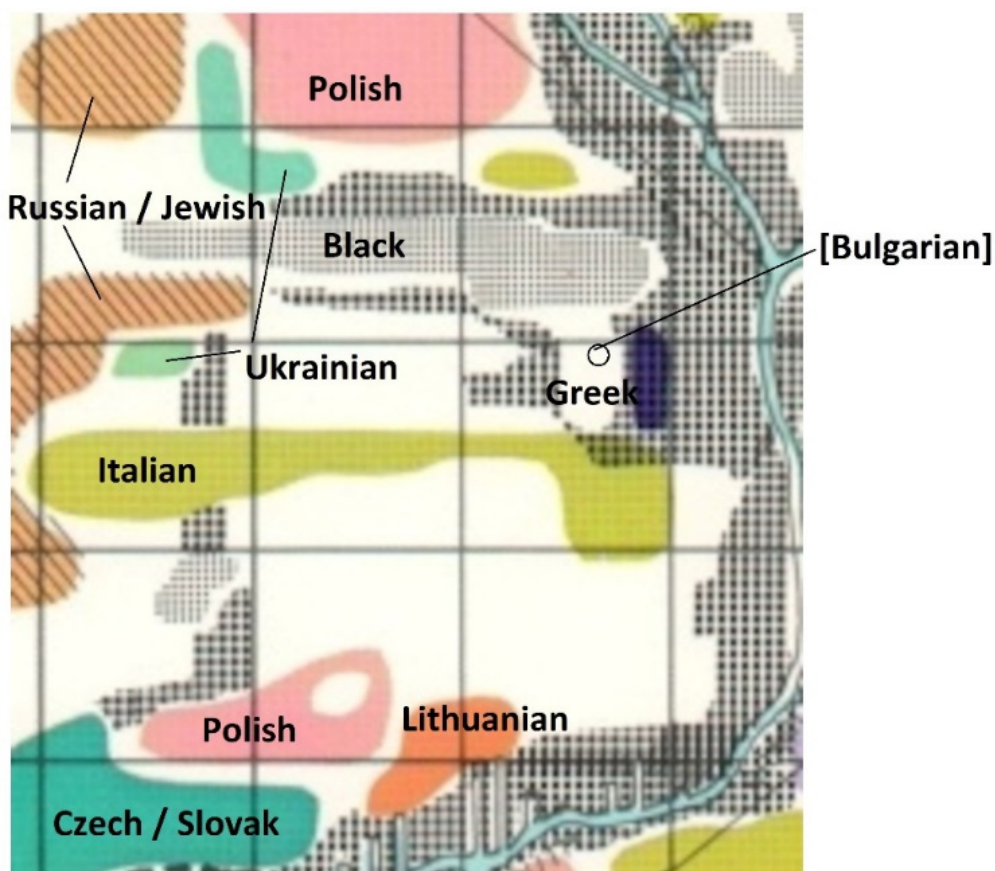 Polish
Russian / Jewish
Black
[Bulgarian]
Ukrainian
Greek
Italian
Lithuanian
Polish
Czech / Slovak